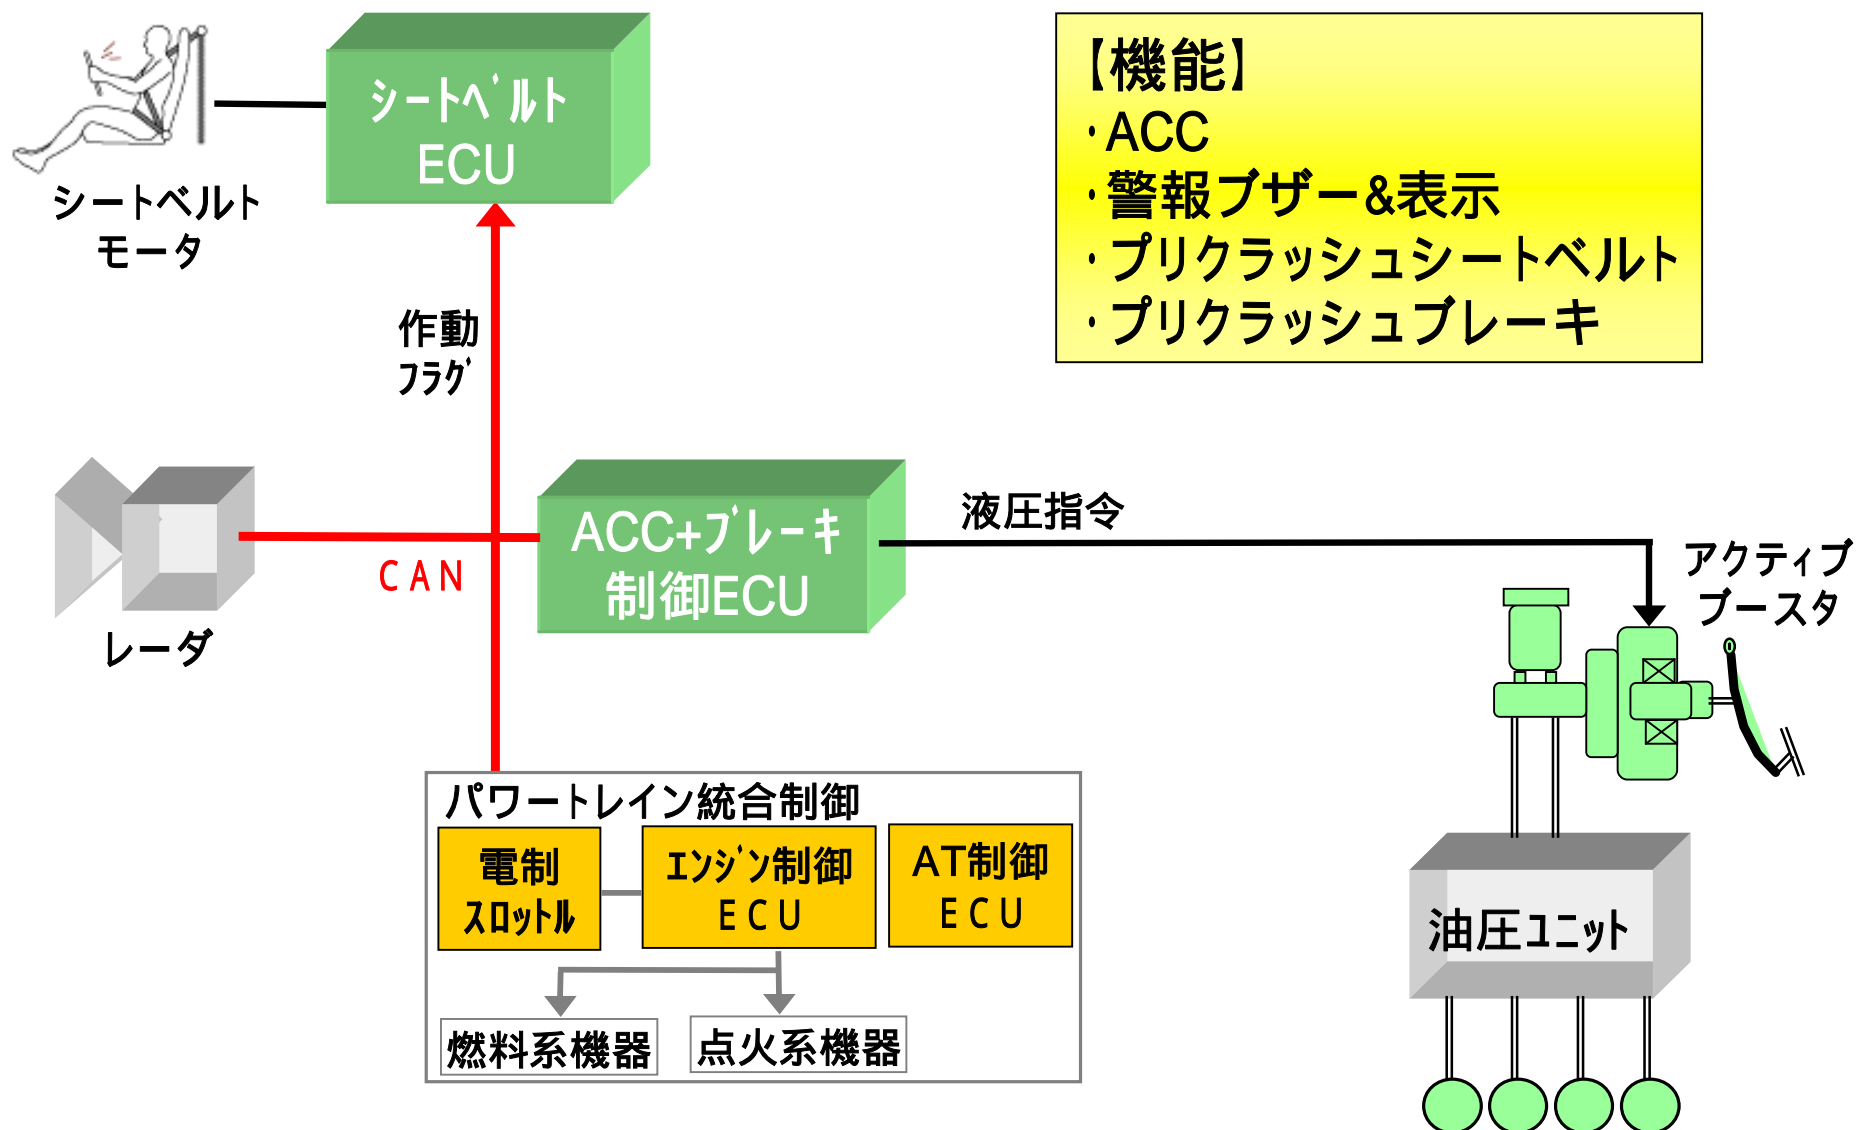 ｼｰﾄﾍﾞﾙﾄ
ECU
シートベルト
モータ
【機能】
・ACC
・警報ブザー&表示
・プリクラッシュシートベルト
・プリクラッシュブレーキ
作動
ﾌﾗｸﾞ
ACC+ﾌﾞﾚｰｷ
制御ECU
液圧指令
CAN
レーダ
アクティブ
ブースタ
パワートレイン統合制御
電制
ｽﾛｯﾄﾙ
ｴﾝｼﾞﾝ制御
ECU
AT制御
ECU
燃料系機器
点火系機器
油圧ﾕﾆｯﾄ